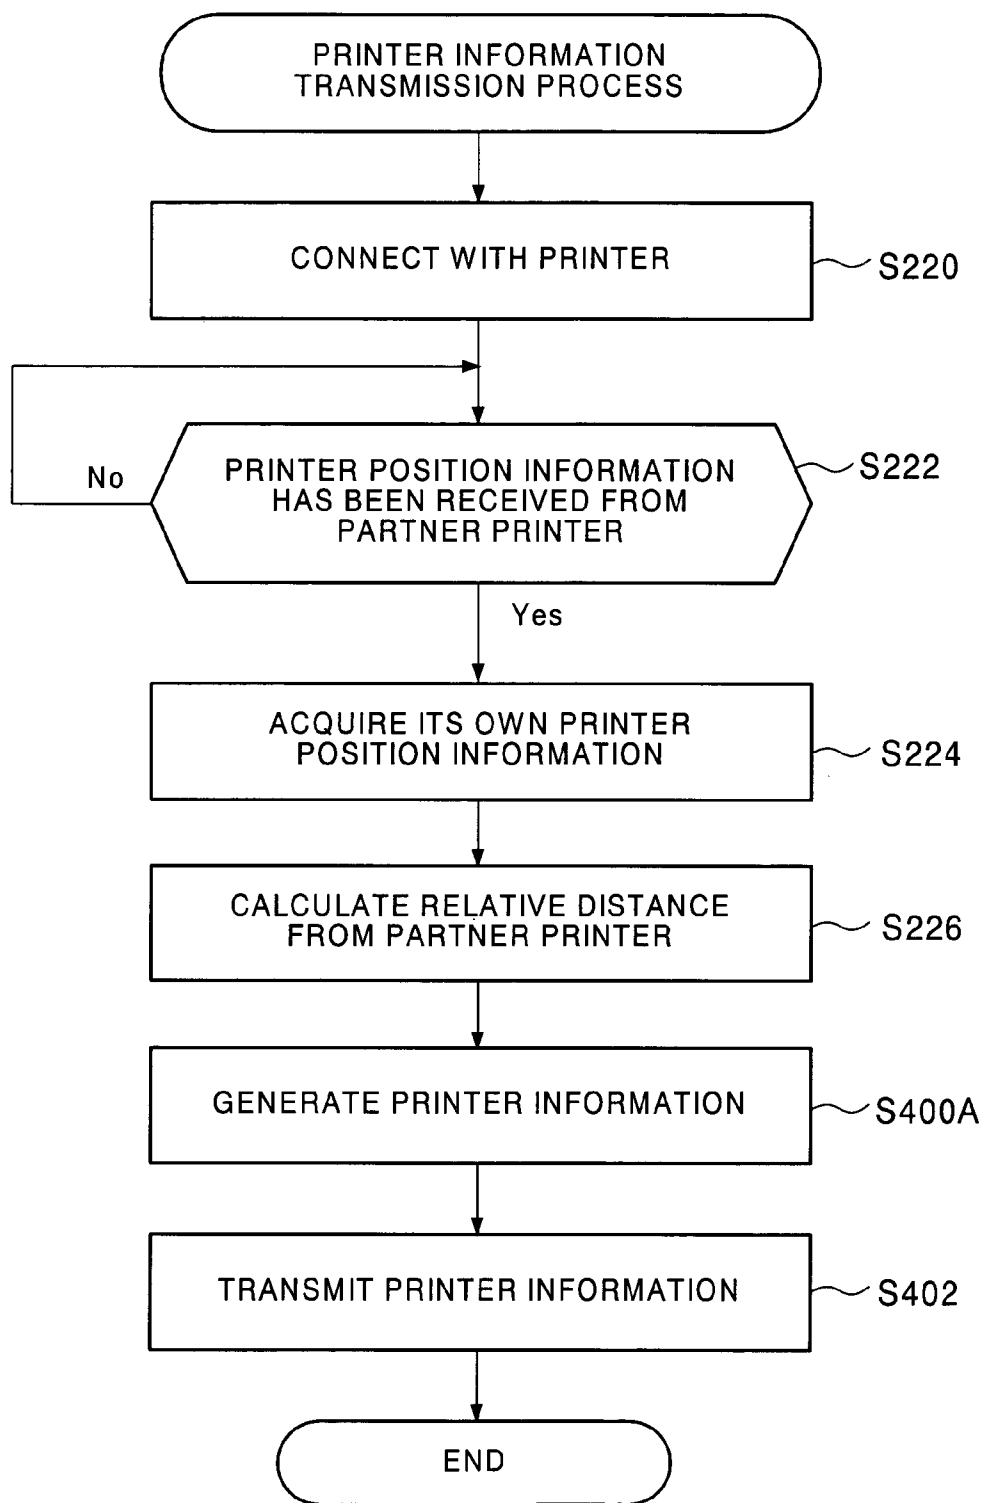 PRINTER INFORMATION
TRANSMISSION PROCESS
CONNECT WITH PRINTER
S220
No
PRINTER POSITION INFORMATION
HAS BEEN RECEIVED FROM
PARTNER PRINTER
S222
Yes
ACQUIRE ITS OWN PRINTER
POSITION INFORMATION
S224
CALCULATE RELATIVE DISTANCE
FROM PARTNER PRINTER
S226
GENERATE PRINTER INFORMATION
S400A
TRANSMIT PRINTER INFORMATION
S402
END